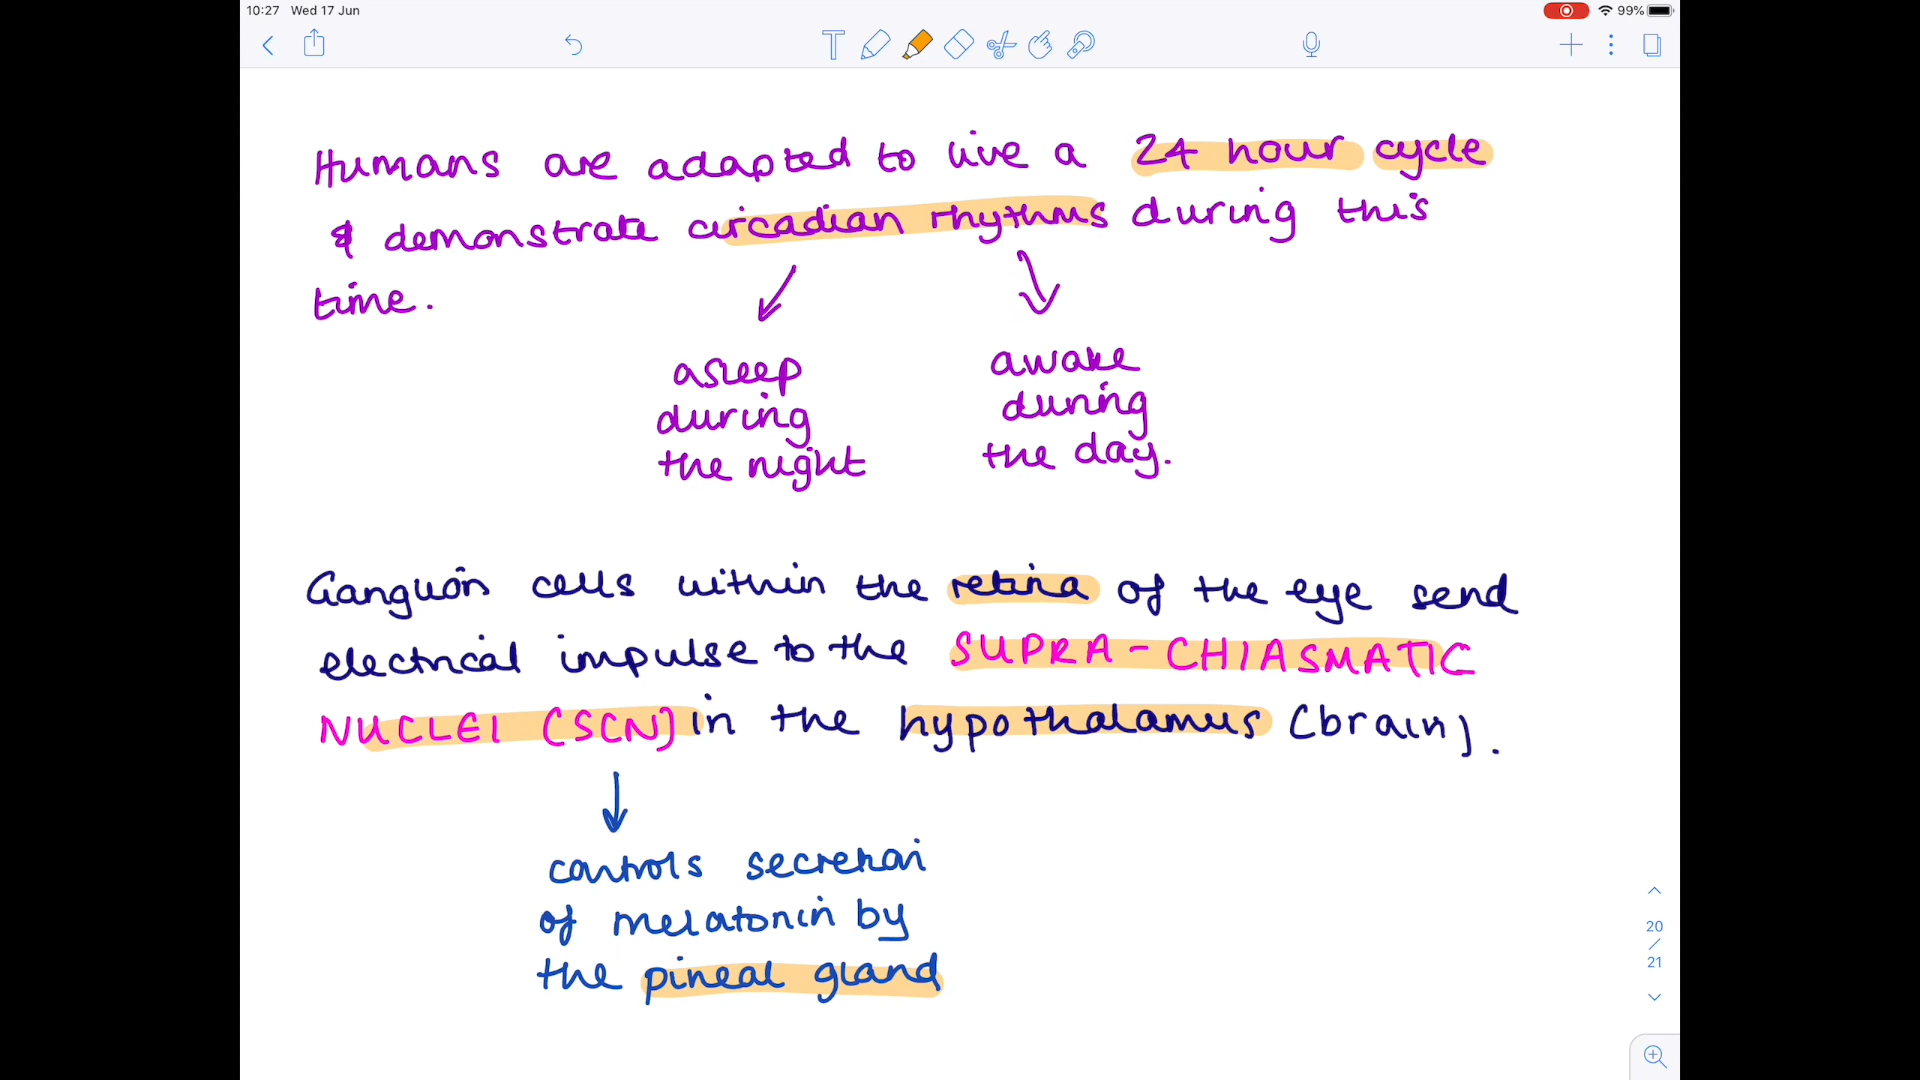 10:27 Wed 17 Jun
99%
T
Humans are adapted to live a 24 hour cycle
& demonstrate circadian rhythms during this
time.
asleep
during
the night
awake
during
the day.
Ganglion cells within the retina of the eye send
electrical impulse to the SUPRA-CHIASMATIC
NUCLEI (SCN) in the hypothalamus (brain).
controls secretion
of melatonin by
the pineal gland
20
/
21